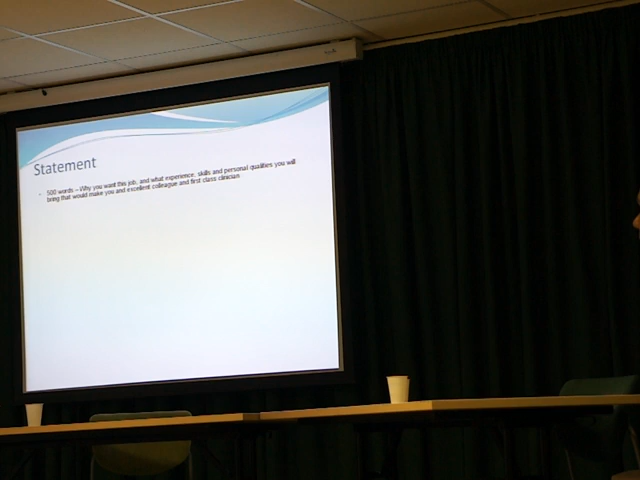 Statement
500 words – Why you want this job, and what experience, skills and personal qualities you will
bring that would make you and excellent colleague and first class clinician